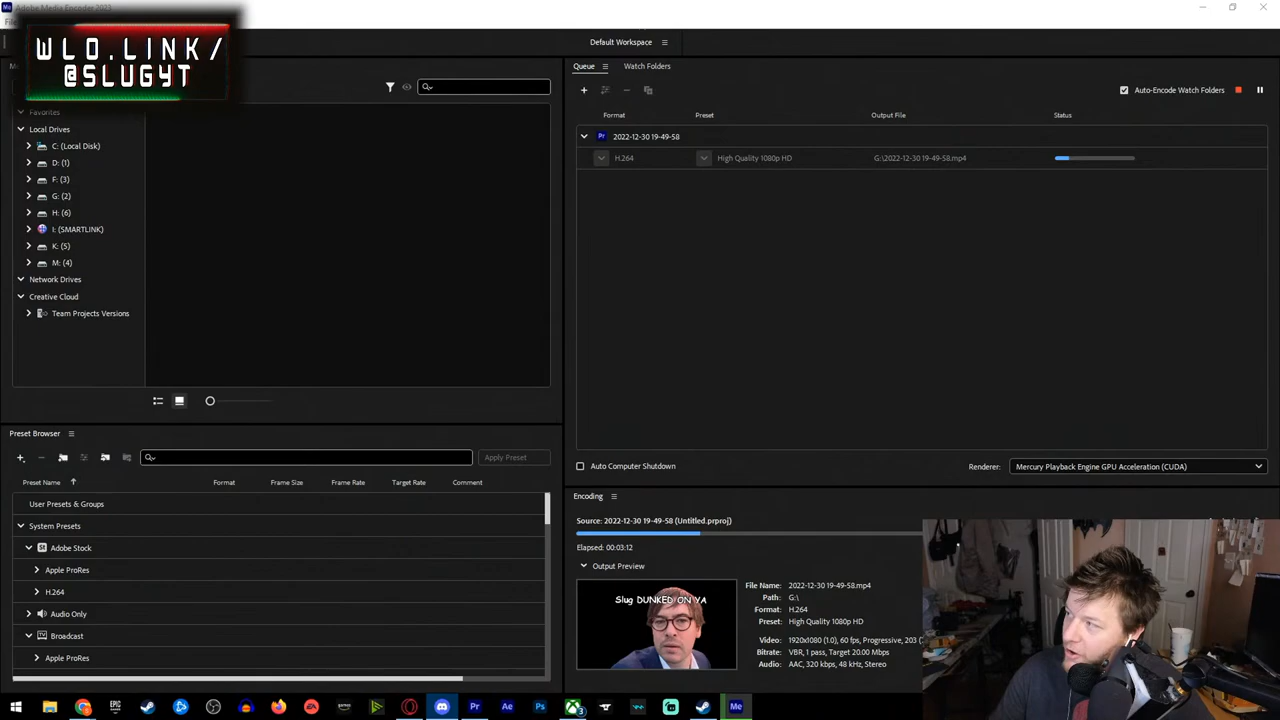 Adobe Media Encoder 2023
WLO.LINK/
@SLUGYT
Default Workspace
Favorites
Local Drives
C: (Local Disk)
D: (1)
F: (3)
G: (2)
H: (6)
I: (SMARTLINK)
K: (5)
M: (4)
Network Drives
Creative Cloud
Team Projects Versions
Queue
Watch Folders
Auto-Encode Watch Folders
Format Preset Output File Status
2022-12-30 19-49-58
H.264 High Quality 1080p HD G:\2022-12-30 19-49-58.mp4
Auto Computer Shutdown
Renderer: Mercury Playback Engine GPU Acceleration (CUDA)
Preset Browser
Apply Preset
Preset Name Format Frame Size Frame Rate Target Rate Comment
User Presets & Groups
System Presets
Adobe Stock
Apple ProRes
H.264
Audio Only
Broadcast
Apple ProRes
Encoding
Source: 2022-12-30 19-49-58 (Untitled.prproj)
Elapsed: 00:03:12
Output Preview
Slug DUNKED ON YA
File Name: 2022-12-30 19-49-58.mp4
Path: G:\
Format: H.264
Preset: High Quality 1080p HD
Video: 1920x1080 (1.0), 60 fps, Progressive, 203 (
Bitrate: VBR, 1 pass, Target 20.00 Mbps
Audio: AAC, 320 kbps, 48 kHz, Stereo